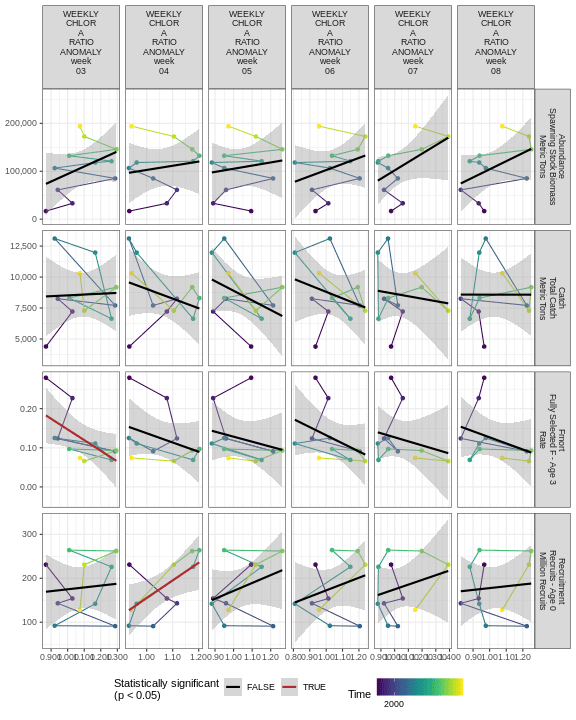 WEEKLY WEEKLY WEEKLY WEEKLY WEEKLY WEEKLY
CHLOR CHLOR CHLOR CHLOR CHLOR CHLOR
A A A A A A
RATIO RATIO RATIO RATIO RATIO RATIO
ANOMALY ANOMALY ANOMALY ANOMALY ANOMALY ANOMALY
week week week week week week
03 04 05 06 07 08
200,000
100,000
0
Abundance
Spawning Stock Biomass
Metric Tons
12,500
10,000
7,500
5,000
Catch
Total Catch
Metric Tons
0.20
0.10
0.00
Fmort
Fully Selected F - Age 3
Rate
300
200
100
Recruitment
Recruits - Age 0
Million Recruits
1.00 1.10 1.20
Statistically significant
(p < 0.05)
FALSE
TRUE
Time
2000